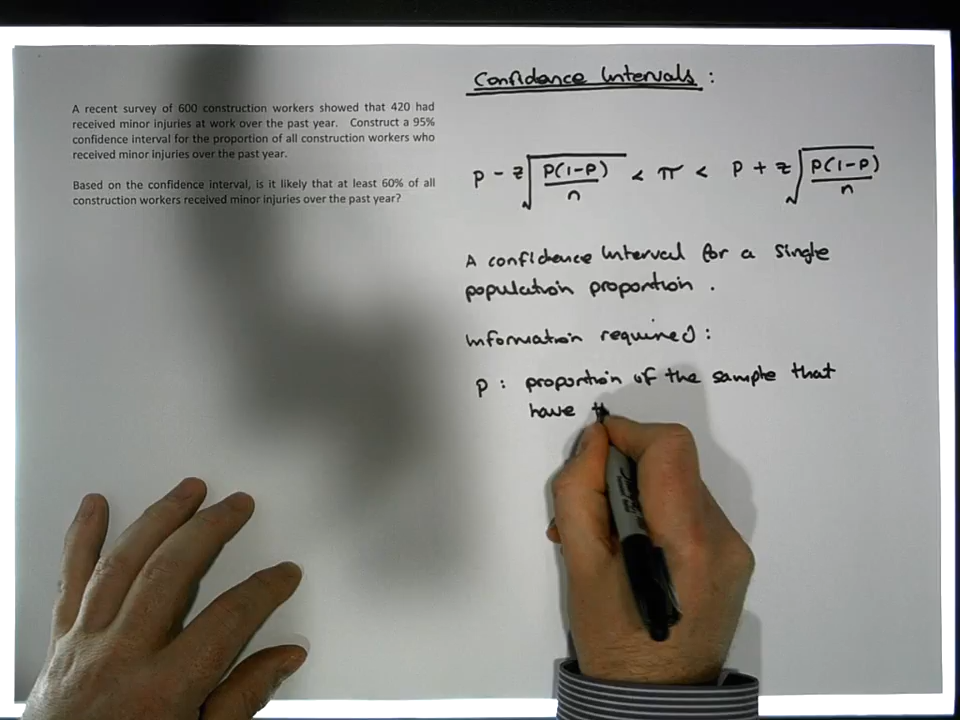 A recent survey of 600 construction workers showed that 420 had
received minor injuries at work over the past year. Construct a 95%
confidence interval for the proportion of all construction workers who
received minor injuries over the past year.
Based on the confidence interval, is it likely that at least 60% of all
construction workers received minor injuries over the past year?
Confidence Intervals :
p - z√(p(1-p)/n) < π < p + z√(p(1-p)/n)
A confidence interval for a single
population proportion .
Information required :
p : proportion of the sample that
have